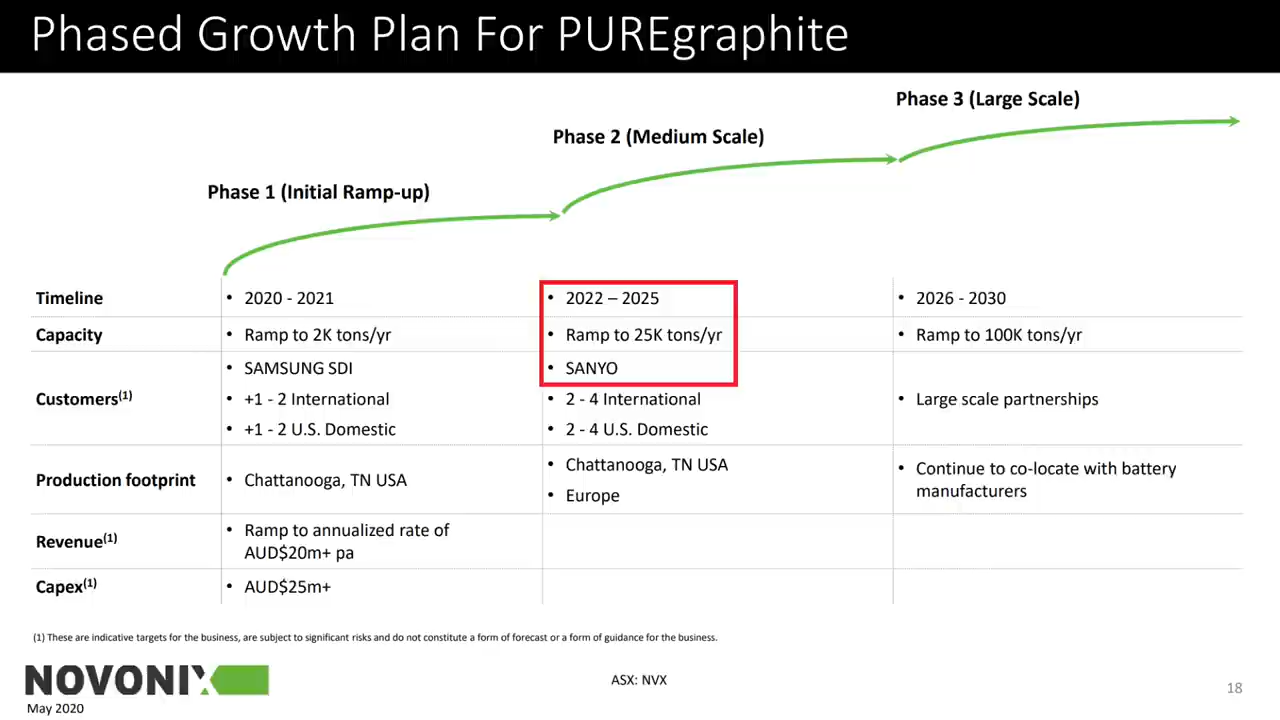 Phased Growth Plan For PUREgraphite
Phase 3 (Large Scale)
Phase 2 (Medium Scale)
Phase 1 (Initial Ramp-up)
Timeline
• 2020 - 2021
• 2022 – 2025
• 2026 - 2030
Capacity
• Ramp to 2K tons/yr
• Ramp to 25K tons/yr
• Ramp to 100K tons/yr
Customers(1)
• SAMSUNG SDI
• +1 - 2 International
• +1 - 2 U.S. Domestic
• SANYO
• 2 - 4 International
• 2 - 4 U.S. Domestic
• Large scale partnerships
Production footprint
• Chattanooga, TN USA
• Chattanooga, TN USA
• Europe
• Continue to co-locate with battery
manufacturers
Revenue(1)
• Ramp to annualized rate of
AUD$20m+ pa
Capex(1)
• AUD$25m+
(1) These are indicative targets for the business, are subject to significant risks and do not constitute a form of forecast or a form of guidance for the business.
NOVONIX
May 2020
ASX: NVX
18